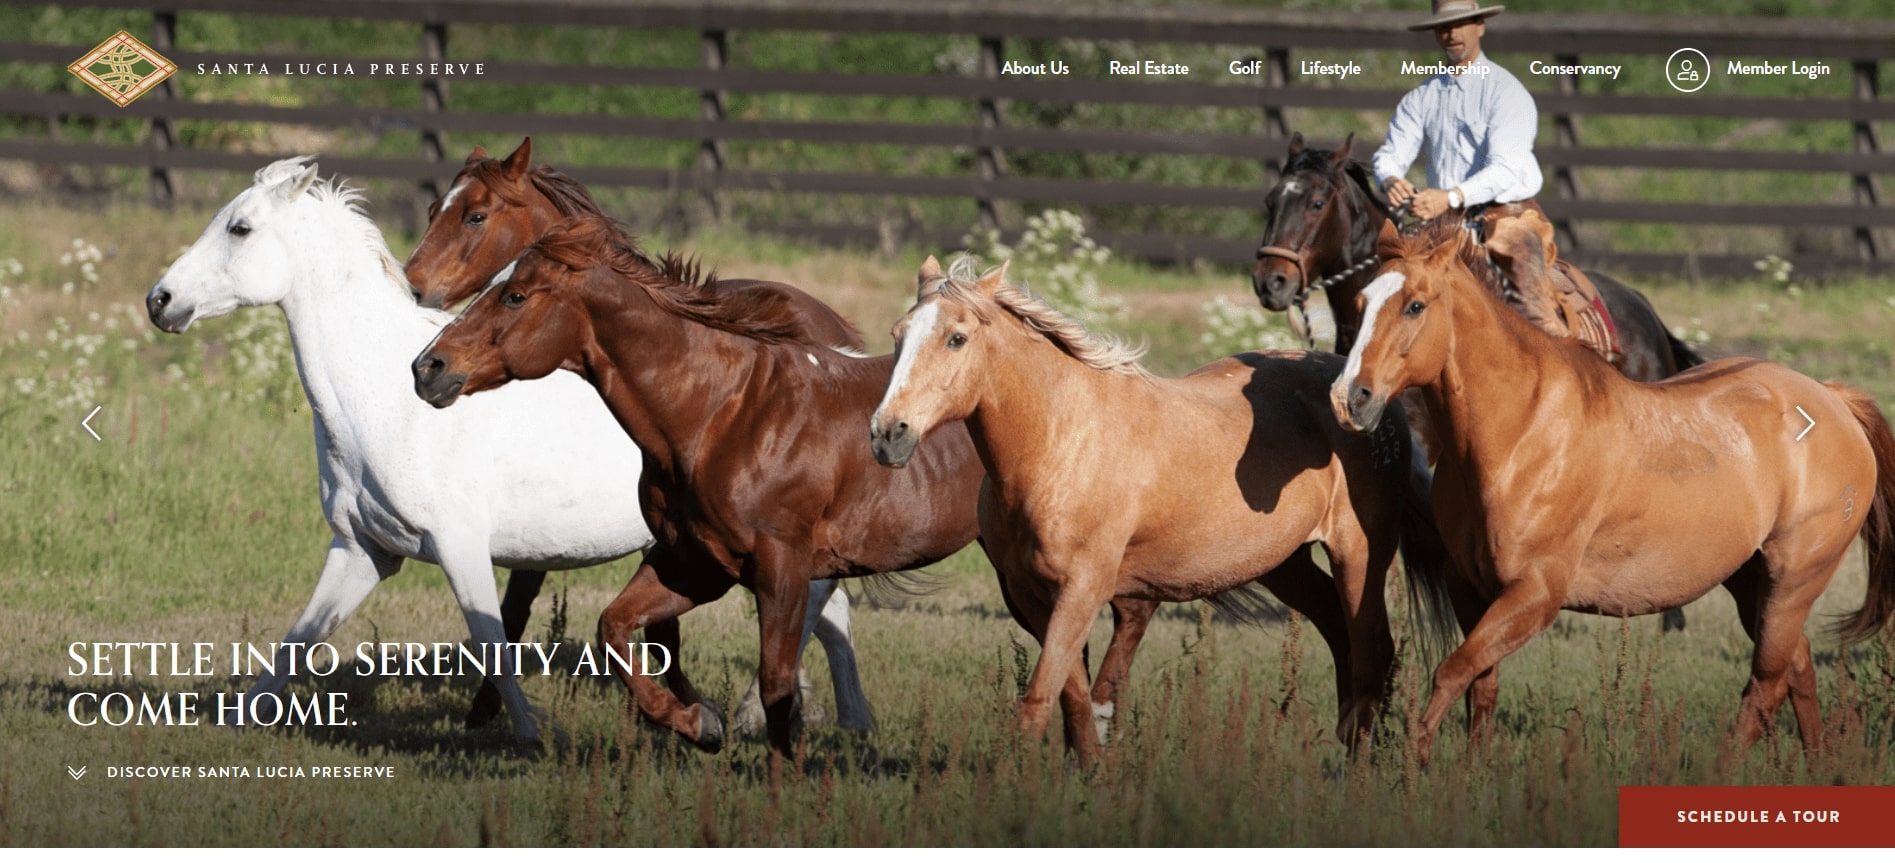 SANTA LUCIA PRESERVE
About Us
Real Estate
Golf
Lifestyle
Membership
Conservancy
Member Login
SETTLE INTO SERENITY AND
COME HOME.
DISCOVER SANTA LUCIA PRESERVE
SCHEDULE A TOUR